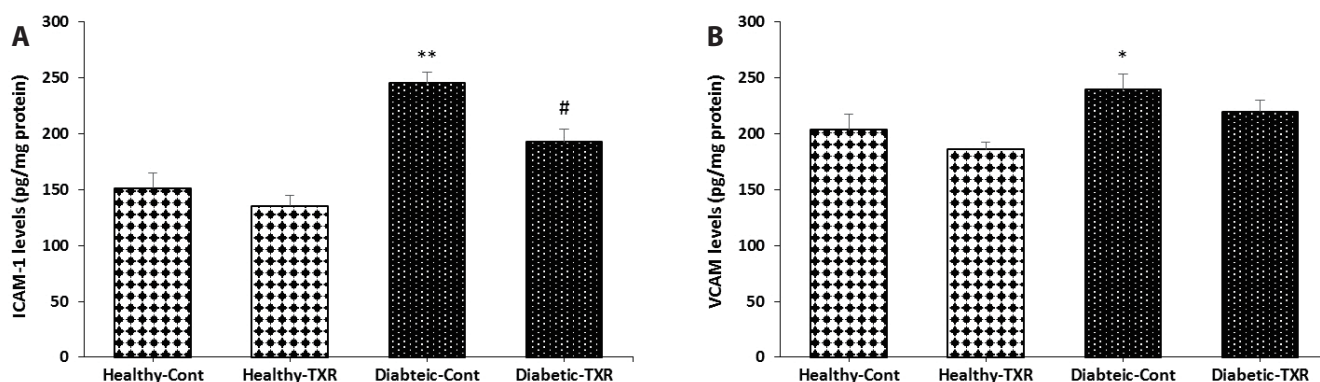 A
ICAM-1 levels (pg/mg protein)
300
250
200
150
100
50
0
**
#
Healthy-Cont Healthy-TXR Diabteic-Cont Diabetic-TXR
B
VCAM levels (pg/mg protein)
300
250
200
150
100
50
0
*
Healthy-Cont Healthy-TXR Diabteic-Cont Diabetic-TXR